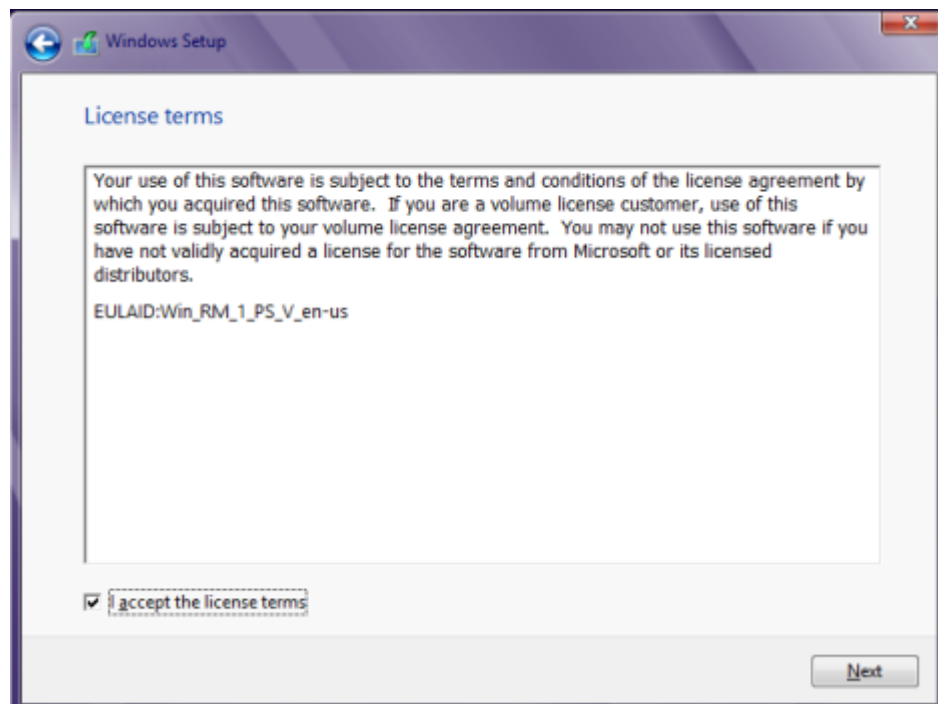 Windows Setup
License terms
Your use of this software is subject to the terms and conditions of the license agreement by
which you acquired this software.  If you are a volume license customer, use of this
software is subject to your volume license agreement.  You may not use this software if you
have not validly acquired a license for the software from Microsoft or its licensed
distributors.
EULAID:Win_RM_1_PS_V_en-us
I accept the license terms
Next